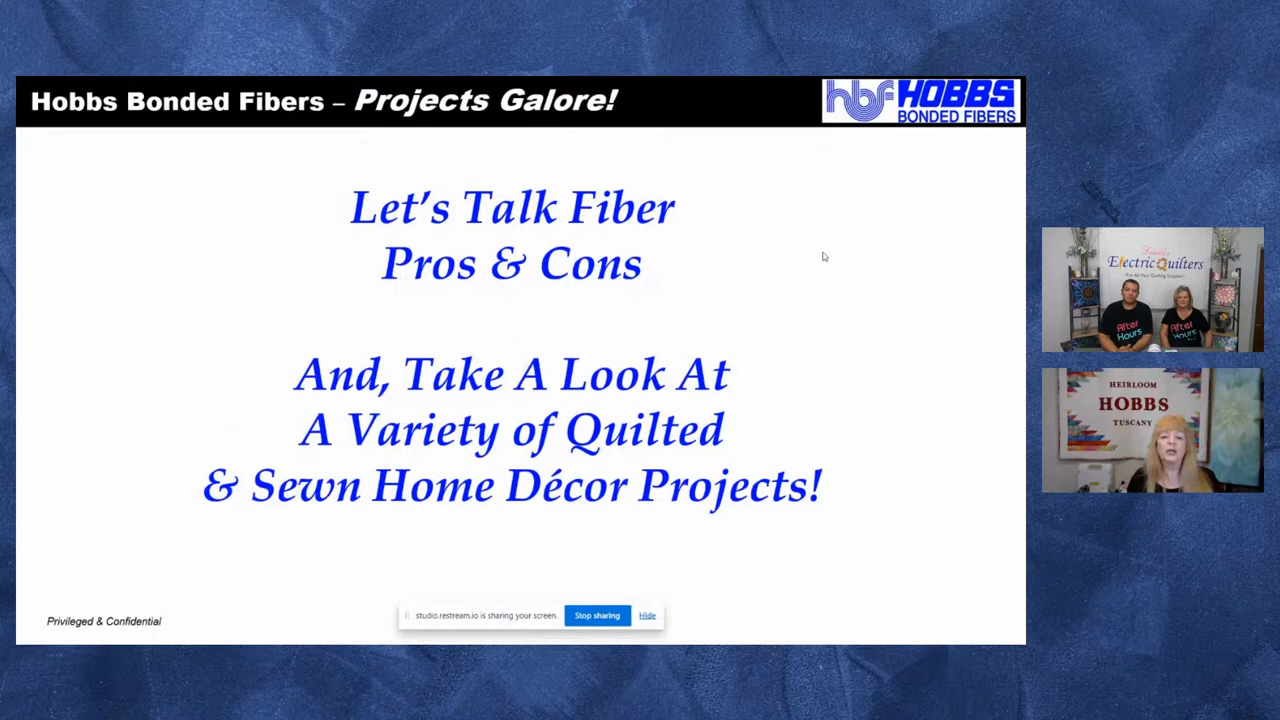 Hobbs Bonded Fibers – Projects Galore!
hbf HOBBS
BONDED FIBERS
Let's Talk Fiber
Pros & Cons
And, Take A Look At
A Variety of Quilted
& Sewn Home Décor Projects!
Privileged & Confidential
studio.restream.io is sharing your screen.
Stop sharing
Hide
Linda's
Electric Quilters
After
Hours
After
Hours
HEIRLOOM
HOBBS
TUSCANY